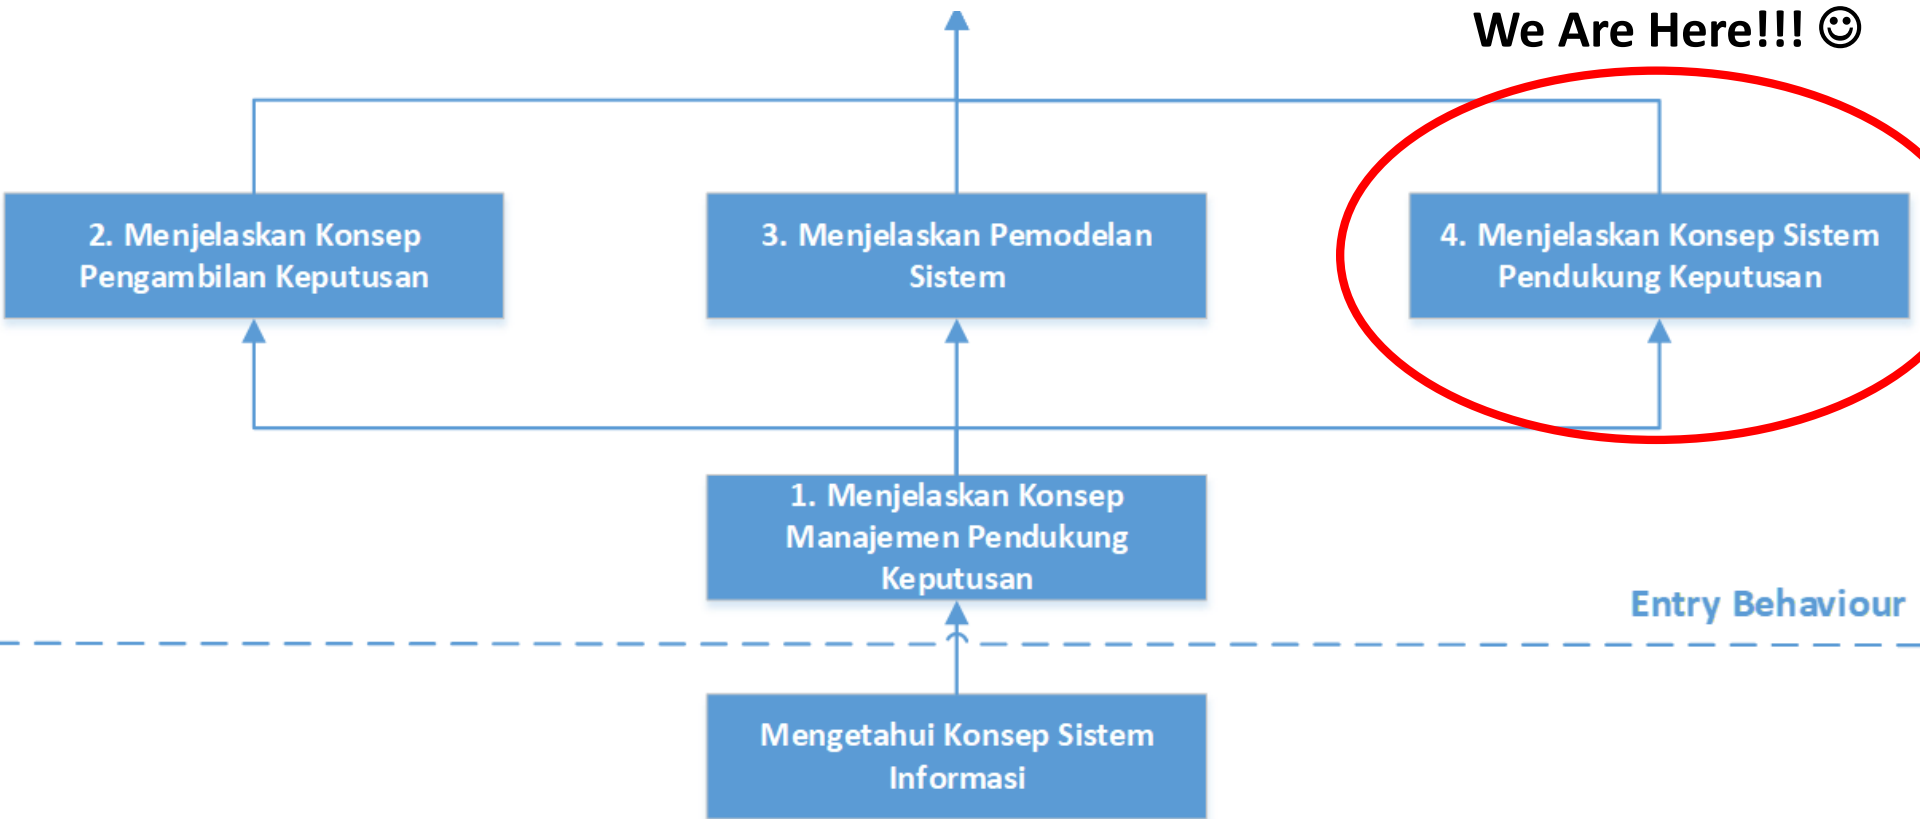 We Are Here!!! ☺
2. Menjelaskan Konsep
Pengambilan Keputusan
3. Menjelaskan Pemodelan
Sistem
4. Menjelaskan Konsep Sistem
Pendukung Keputusan
1. Menjelaskan Konsep
Manajemen Pendukung
Keputusan
Entry Behaviour
Mengetahui Konsep Sistem
Informasi